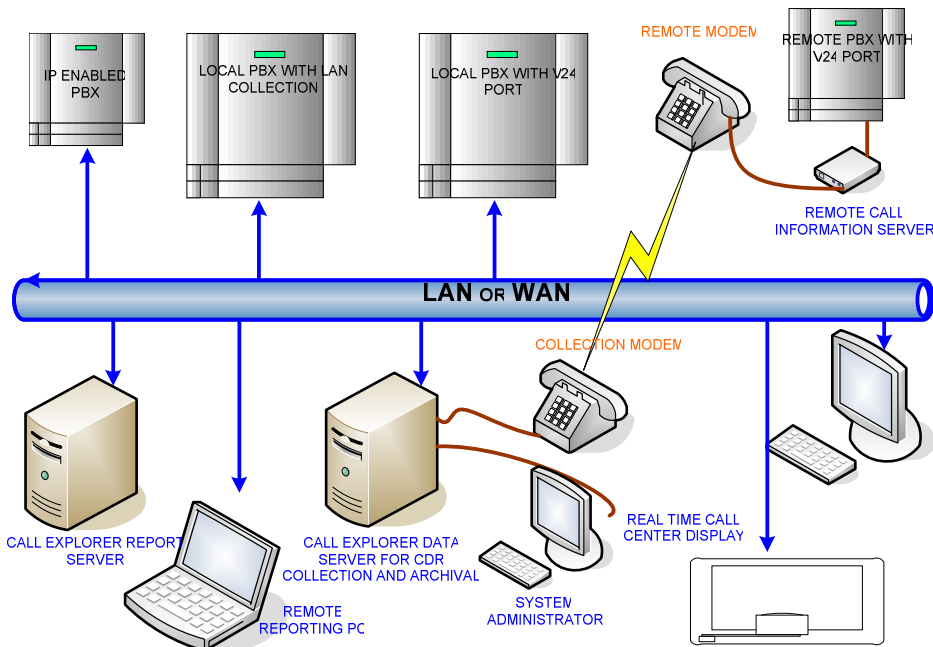 REMOTE MODEM
IP ENABLED
PBX
LOCAL PBX WITH LAN
COLLECTION
LOCAL PBX WITH V24
PORT
REMOTE PBX WITH
V24 PORT
REMOTE CALL
INFORMATION SERVER
LAN OR WAN
COLLECTION MODEM
CALL EXPLORER REPORT
SERVER
REMOTE
REPORTING PC
CALL EXPLORER DATA
SERVER FOR CDR
COLLECTION AND ARCHIVAL
SYSTEM
ADMINISTRATOR
REAL TIME CALL
CENTER DISPLAY